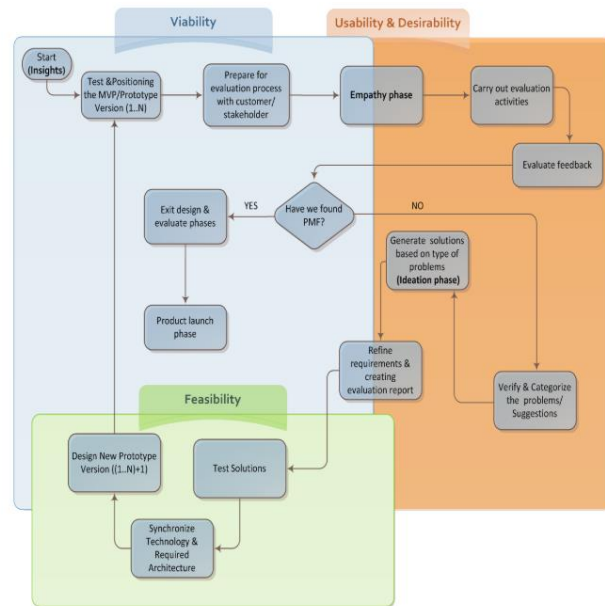 Viability
Usability & Desirability
Start
(Insights)
Test &Positioning
the MVP/Prototype
Version (1..N)
Prepare for
evaluation process
with customer/
stakeholder
Empathy phase
Carry out evaluation
activities
Evaluate feedback
Have we found
PMF?
YES
NO
Exit design &
evaluate phases
Product launch
phase
Generate solutions
based on type of
problems
(Ideation phase)
Refine
requirements &
creating
evaluation report
Verify & Categorize
the problems/
Suggestions
Feasibility
Design New Prototype
Version ((1..N)+1)
Test Solutions
Synchronize
Technology &
Required
Architecture